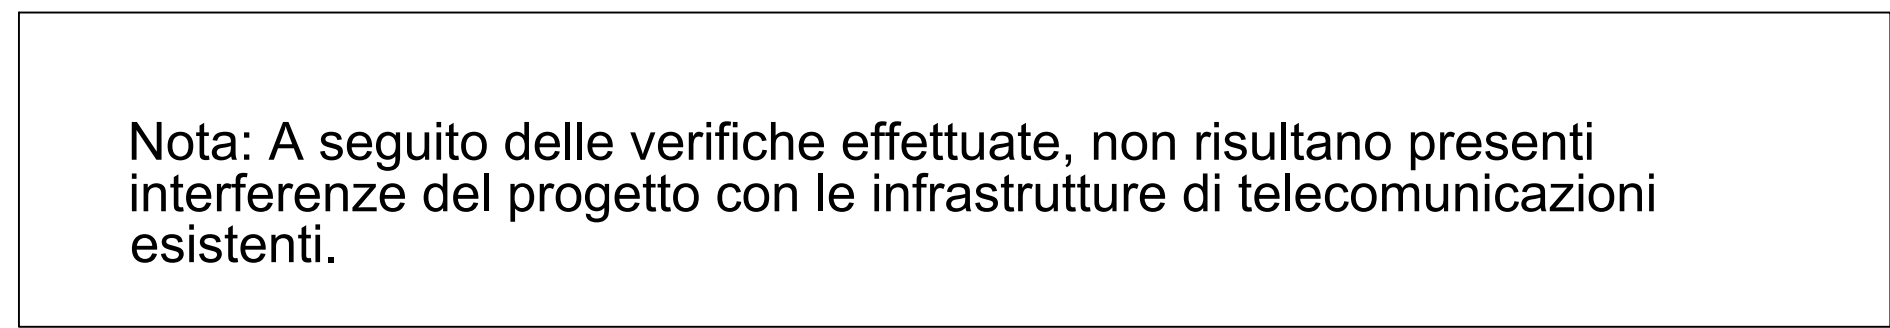 Nota: A seguito delle verifiche effettuate, non risultano presenti
interferenze del progetto con le infrastrutture di telecomunicazioni
esistenti.